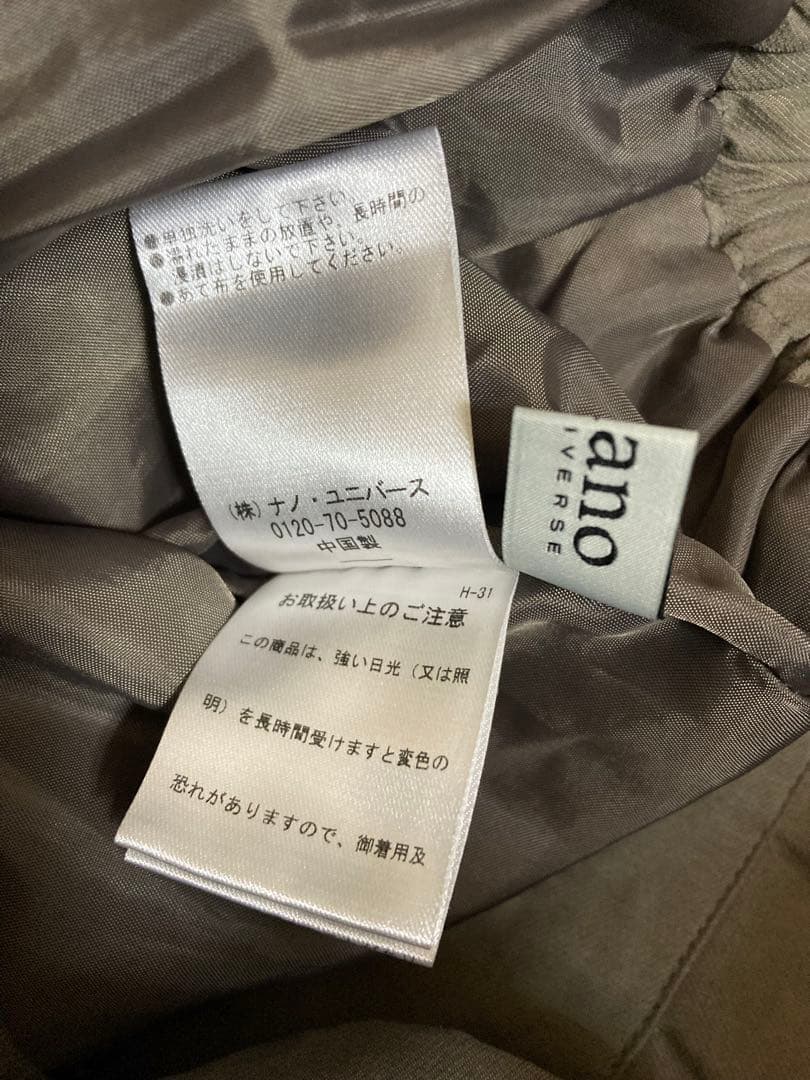 ●単独洗いをして下さい。
●濡れたままの放置や、長時間の
浸漬はしないで下さい。
●あて布を使用してください。
(株)ナノ・ユニバース
0120-70-5088
中国製
ano
IVERSE
H-31
お取扱い上のご注意
この商品は、強い日光(又は照
明)を長時間受けますと変色の
恐れがありますので、御着用及